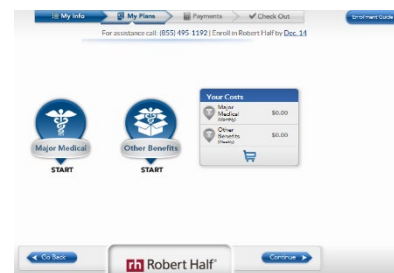 My Info
My Plans
Payments
Check Out
Enrollment Guide
For assistance call: (855) 495-1192 | Enroll in Robert Half by Dec. 14
Your Costs
Major
Medical
$0.00
Other
Benefits
$0.00
Major Medical
START
Other Benefits
START
Go Back
rh Robert Half
Continue